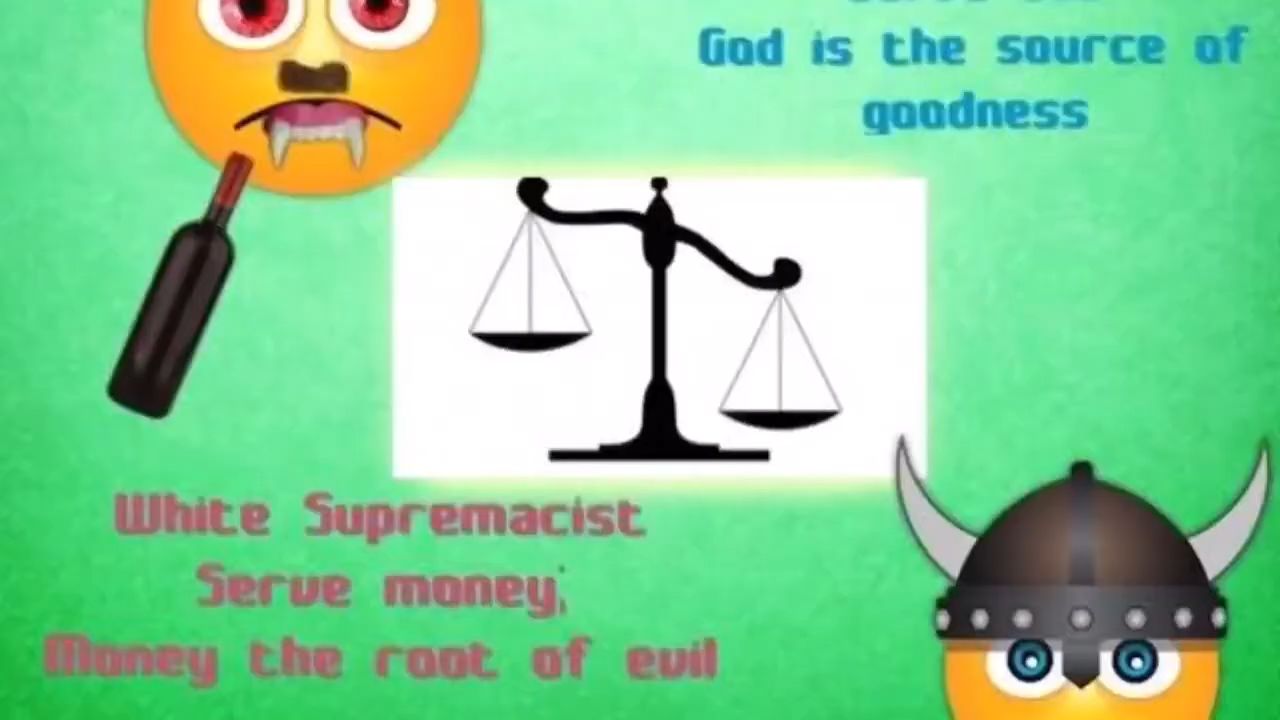 God is the source of
goodness
White Supremacist
Serve money;
Money the root of evil